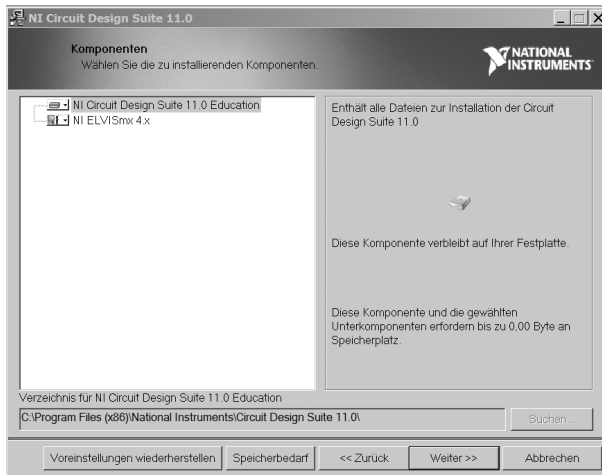 NI Circuit Design Suite 11.0
Komponenten
Wählen Sie die zu installierenden Komponenten.
NATIONAL
INSTRUMENTS
NI Circuit Design Suite 11.0 Education
NI ELVISmx 4.x
Enthält alle Dateien zur Installation der Circuit
Design Suite 11.0
Diese Komponente verbleibt auf Ihrer Festplatte.
Diese Komponente und die gewählten
Unterkomponenten erfordern bis zu 0,00 Byte an
Speicherplatz.
Verzeichnis für NI Circuit Design Suite 11.0 Education
C:\Program Files (x86)\National Instruments\Circuit Design Suite 11.0\
Suchen...
Voreinstellungen wiederherstellen
Speicherbedarf
<< Zurück
Weiter >>
Abbrechen